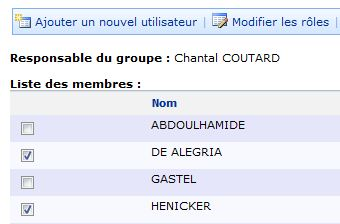 Ajouter un nouvel utilisateur | Modifier les rôles |
Responsable du groupe : Chantal COUTARD
Liste des membres :
Nom
ABDOULHAMIDE
DE ALEGRIA
GASTEL
HENICKER